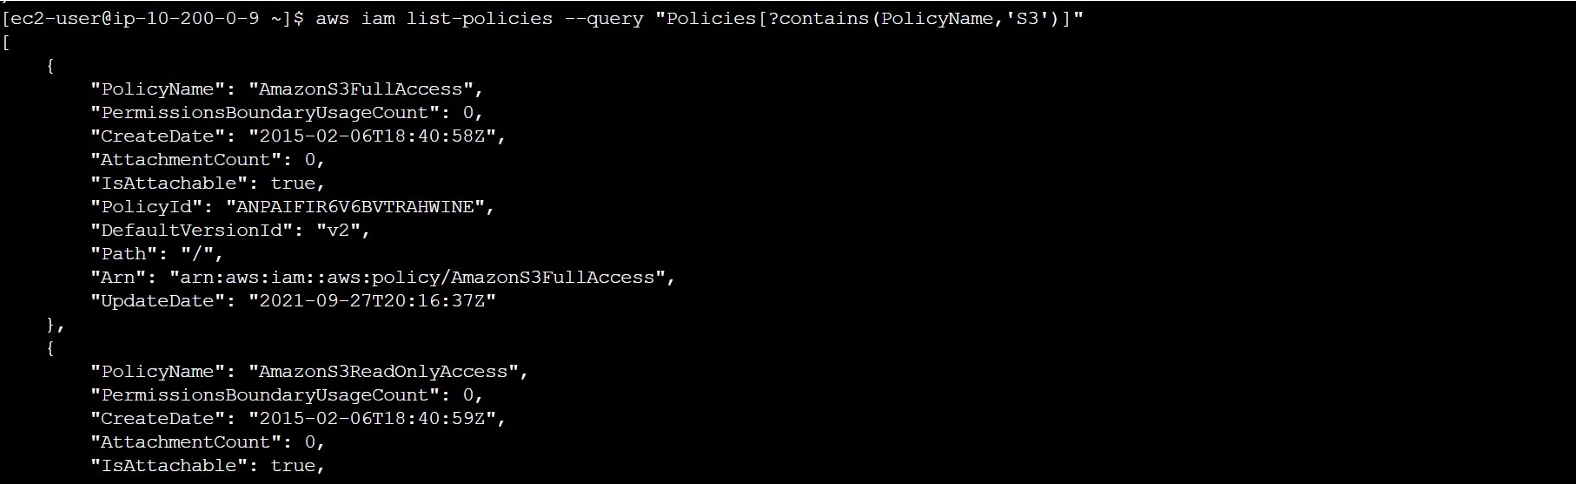 [ec2-user@ip-10-200-0-9 ~]$ aws iam list-policies --query "Policies[?contains(PolicyName,'S3')]"
[
    {
        "PolicyName": "AmazonS3FullAccess",
        "PermissionsBoundaryUsageCount": 0,
        "CreateDate": "2015-02-06T18:40:58Z",
        "AttachmentCount": 0,
        "IsAttachable": true,
        "PolicyId": "ANPAIFIR6V6BVTRAHWINE",
        "DefaultVersionId": "v2",
        "Path": "/",
        "Arn": "arn:aws:iam::aws:policy/AmazonS3FullAccess",
        "UpdateDate": "2021-09-27T20:16:37Z"
    },
    {
        "PolicyName": "AmazonS3ReadOnlyAccess",
        "PermissionsBoundaryUsageCount": 0,
        "CreateDate": "2015-02-06T18:40:59Z",
        "AttachmentCount": 0,
        "IsAttachable": true,